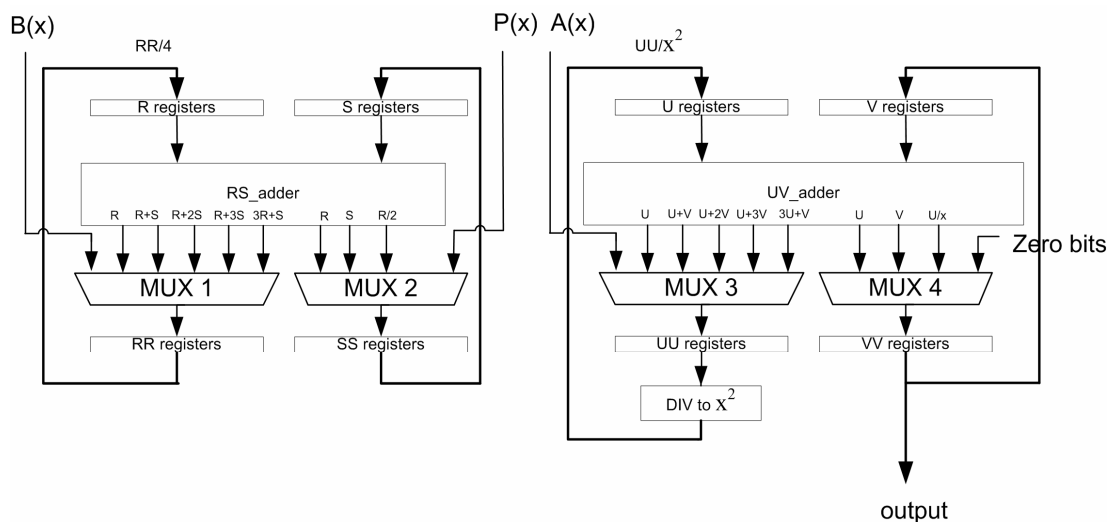 B(x)
P(x)
A(x)
RR/4
UU/x²
R registers
S registers
U registers
V registers
RS_adder
UV_adder
R
R+S
R+2S
R+3S
3R+S
R
S
R/2
U
U+V
U+2V
U+3V
3U+V
U
V
U/x
Zero bits
MUX 1
MUX 2
MUX 3
MUX 4
RR registers
SS registers
UU registers
VV registers
DIV to x²
output